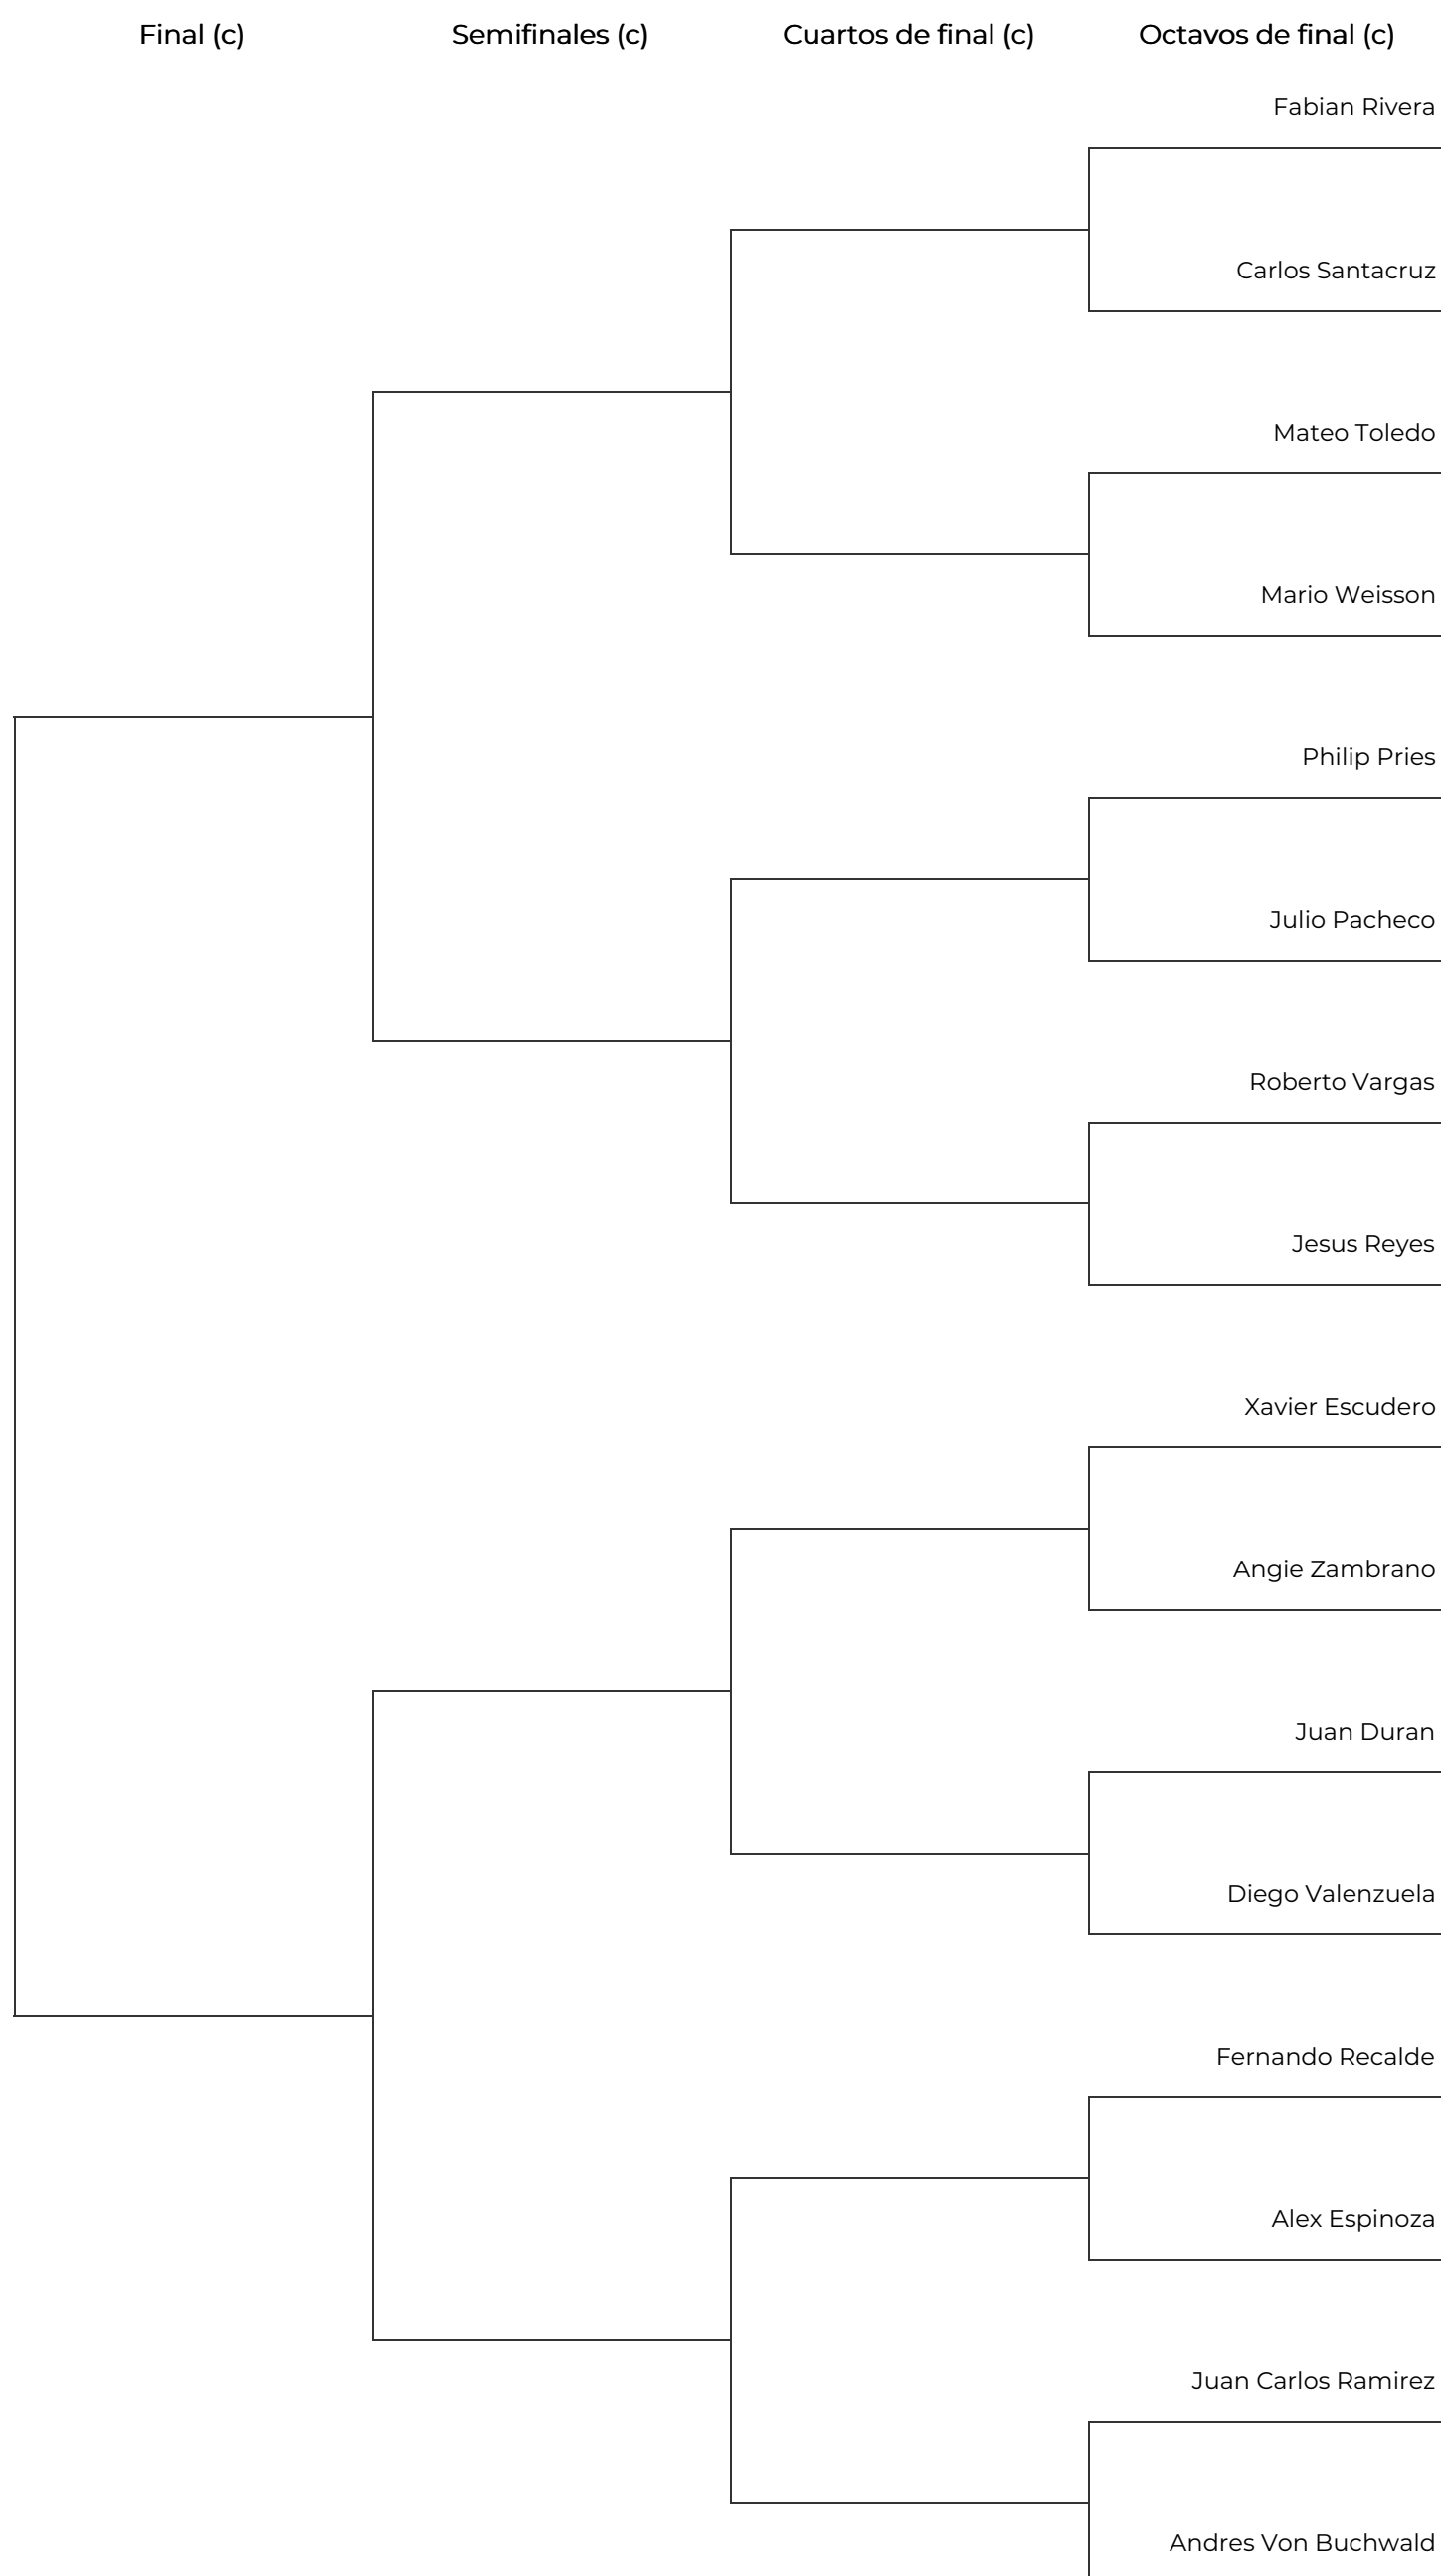 Final (c)
Semifinales (c)
Cuartos de final (c)
Octavos de final (c)
Fabian Rivera
Carlos Santacruz
Mateo Toledo
Mario Weisson
Philip Pries
Julio Pacheco
Roberto Vargas
Jesus Reyes
Xavier Escudero
Angie Zambrano
Juan Duran
Diego Valenzuela
Fernando Recalde
Alex Espinoza
Juan Carlos Ramirez
Andres Von Buchwald